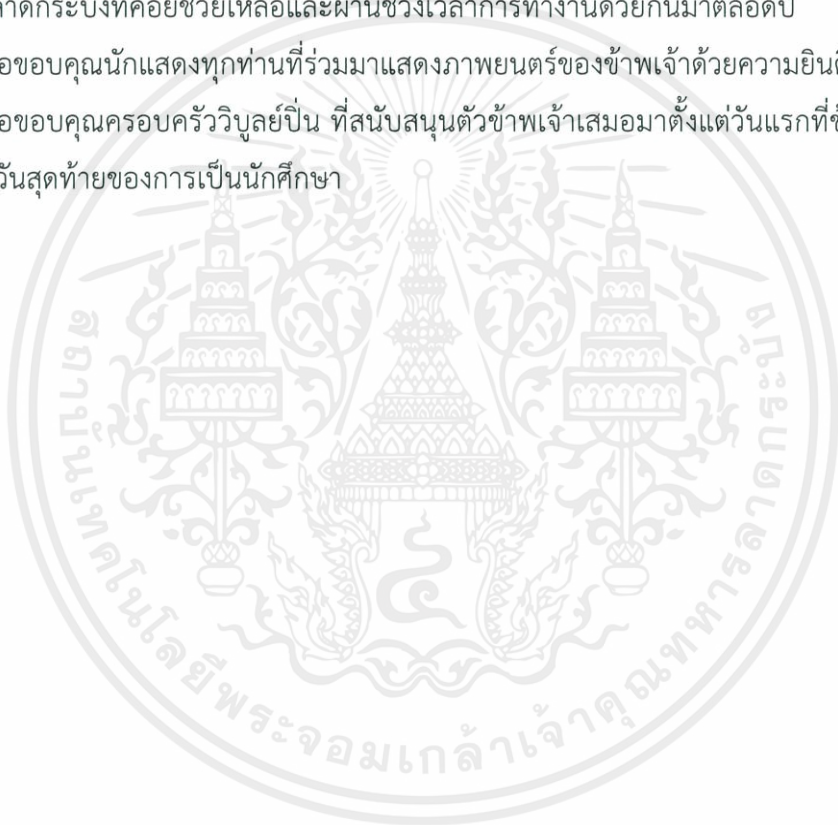 าดกระบังที่คอยช่วยเหลือและผ่านช่วงเวลาการทำงานด้วยกันมาตลอดปี
อขอบคุณนักแสดงทุกท่านที่ร่วมมาแสดงภาพยนตร์ของข้าพเจ้าด้วยความยินดี
อขอบคุณครอบครัววิบูลย์ปิ่น ที่สนับสนุนตัวข้าพเจ้าเสมอมาตั้งแต่วันแรกที่
วันสุดท้ายของการเป็นนักศึกษา
สถาบันเทคโนโลยีพระจอมเกล้าเจ้าคุณทหารลาดกระบัง
๔